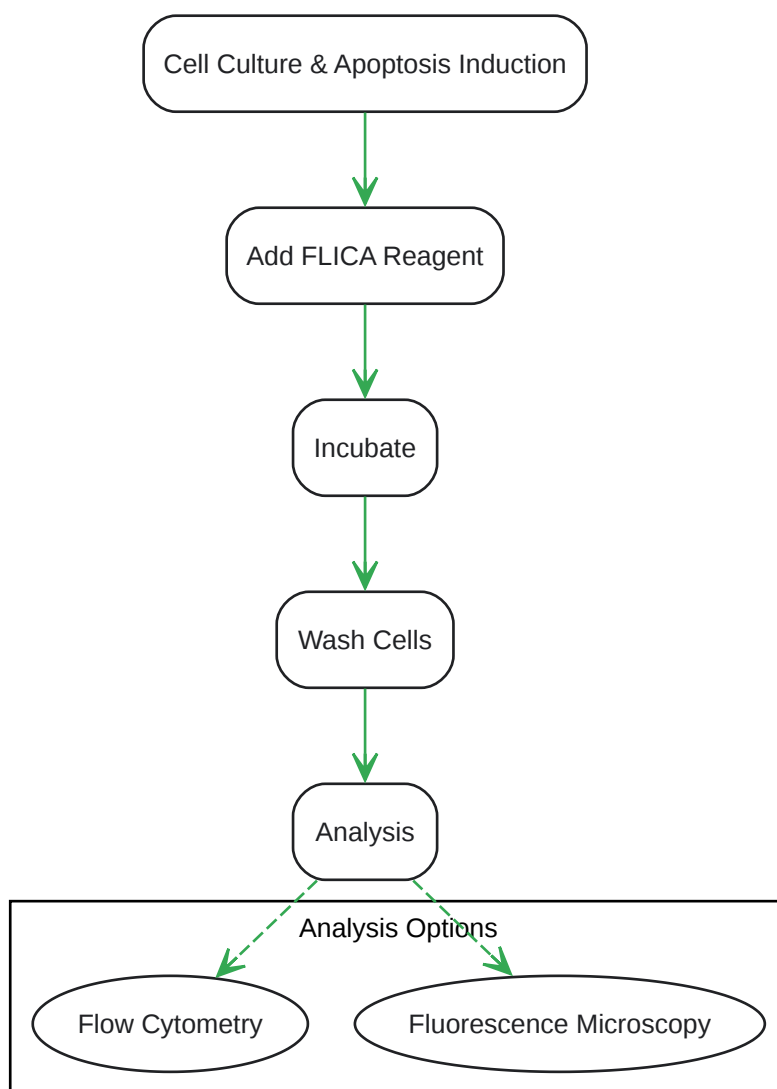 Cell Culture & Apoptosis Induction
Add FLICA Reagent
Incubate
Wash Cells
Analysis
Analysis Options
Flow Cytometry
Fluorescence Microscopy